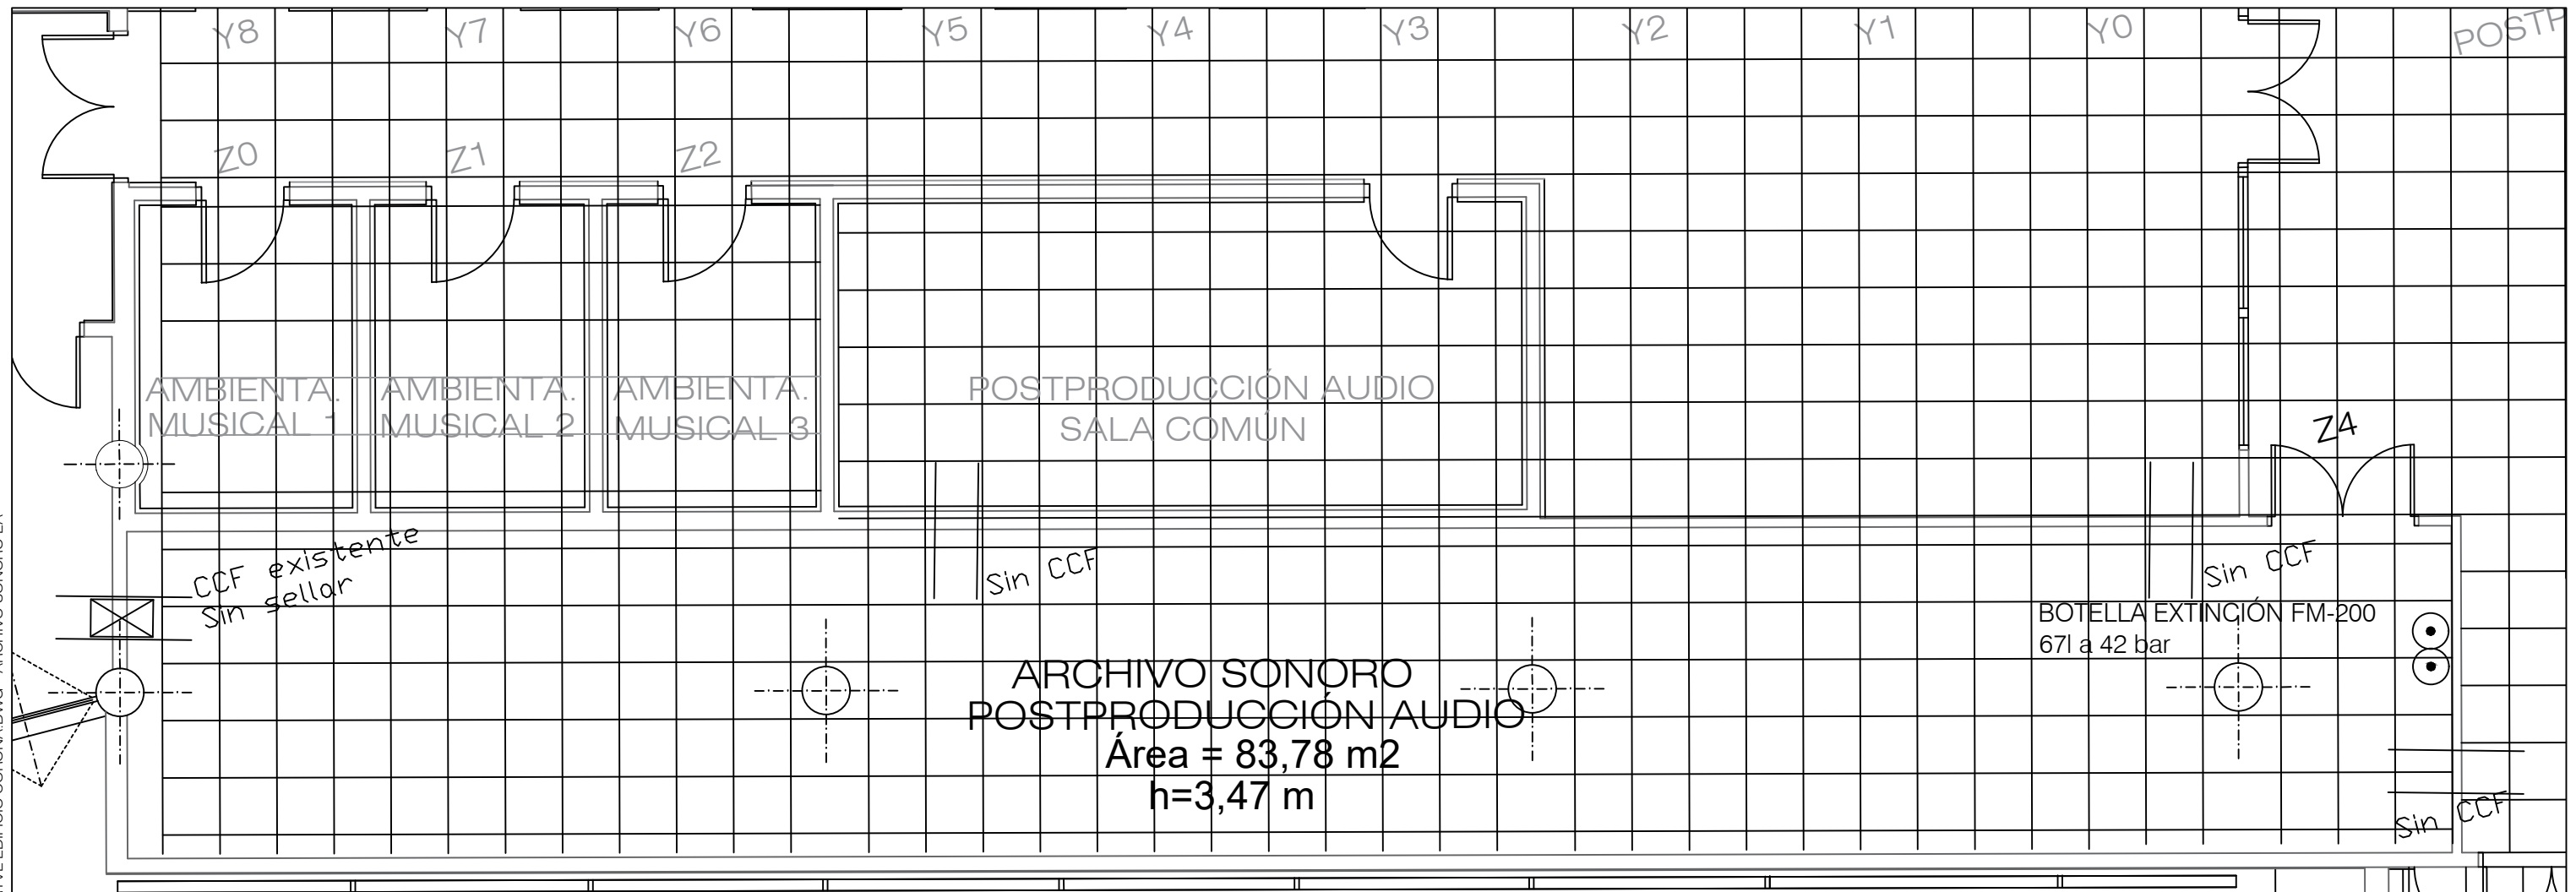 Y8 Y7 Y6 Y5 Y4 Y3 Y2 Y1 Y0
Z0 Z1 Z2
AMBIENTA.
MUSICAL 1
AMBIENTA.
MUSICAL 2
AMBIENTA.
MUSICAL 3
POSTPRODUCCIÓN AUDIO
SALA COMÚN
Z4
CCF existente
Sin sellar
Sin CCF
Sin CCF
BOTELLA EXTINCIÓN FM-200
67l a 42 bar
ARCHIVO SONORO
POSTPRODUCCIÓN AUDIO
Área = 83,78 m2
h=3,47 m
Sin CCF